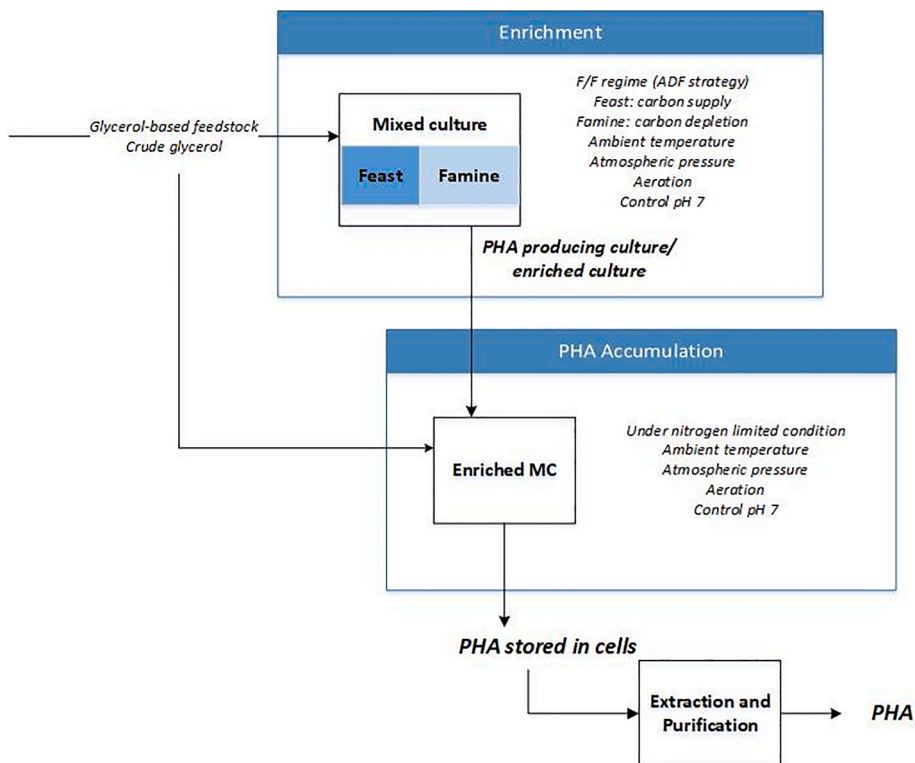 Enrichment
F/F regime (ADF strategy)
Feast: carbon supply
Famine: carbon depletion
Ambient temperature
Atmospheric pressure
Aeration
Control pH 7
Glycerol-based feedstock
Crude glycerol
Mixed culture
Feast
Famine
PHA producing culture/
enriched culture
PHA Accumulation
Under nitrogen limited condition
Ambient temperature
Atmospheric pressure
Aeration
Control pH 7
Enriched MC
PHA stored in cells
Extraction and
Purification
PHA